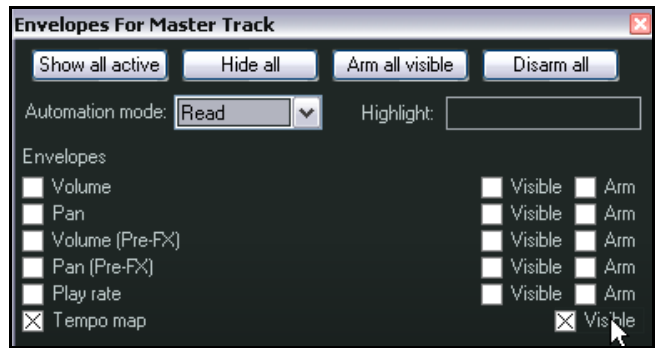 Envelopes For Master Track
Show all active Hide all Arm all visible Disarm all
Automation mode: Read Highlight:
Envelopes
Volume Visible Arm
Pan Visible Arm
Volume (Pre-FX) Visible Arm
Pan (Pre-FX) Visible Arm
Play rate Visible Arm
Tempo map Visible